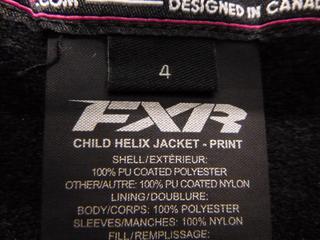 .COM DESIGNED IN CANAD
4
FXR
CHILD HELIX JACKET - PRINT
SHELL/EXTÉRIEUR:
100% PU COATED POLYESTER
OTHER/AUTRE: 100% PU COATED NYLON
LINING/DOUBLURE:
BODY/CORPS: 100% POLYESTER
SLEEVES/MANCHES: 100% NYLON
FILL/REMPLISSAGE: